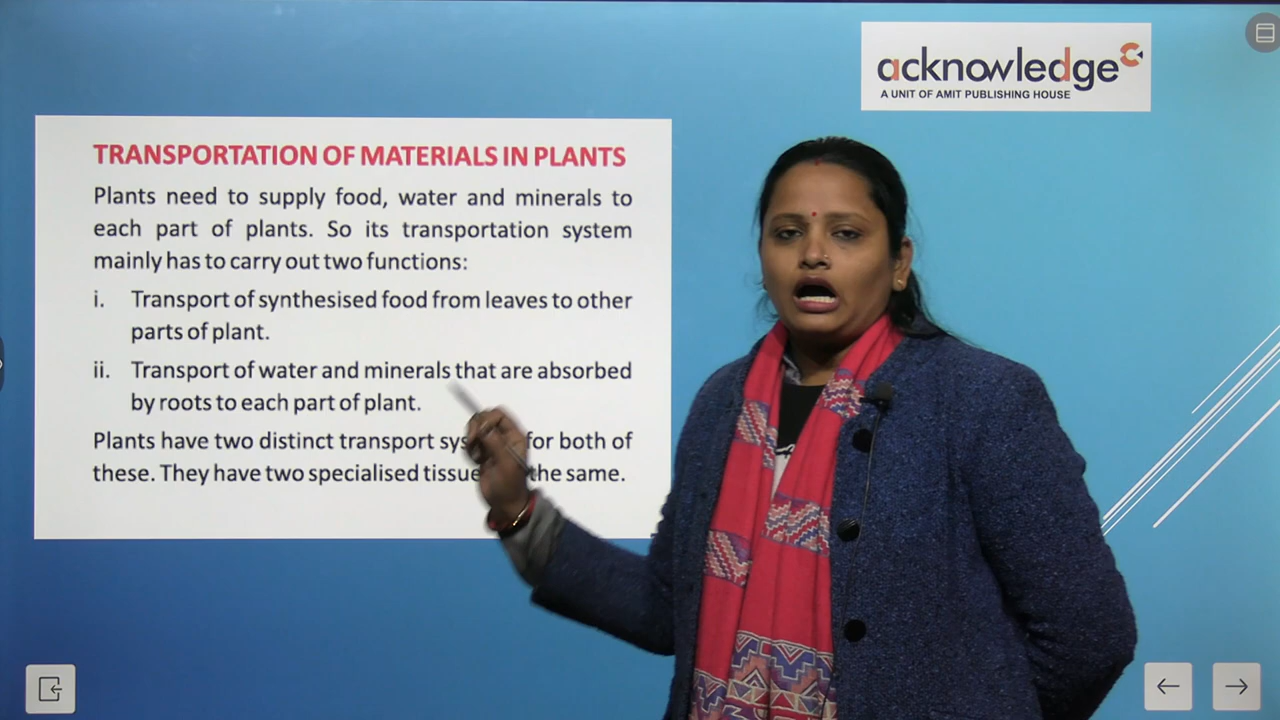 acknowledge
A UNIT OF AMIT PUBLISHING HOUSE
TRANSPORTATION OF MATERIALS IN PLANTS
Plants need to supply food, water and minerals to
each part of plants. So its transportation system
mainly has to carry out two functions:
i. Transport of synthesised food from leaves to other
parts of plant.
ii. Transport of water and minerals that are absorbed
by roots to each part of plant.
Plants have two distinct transport for both of
these. They have two specialised the same.